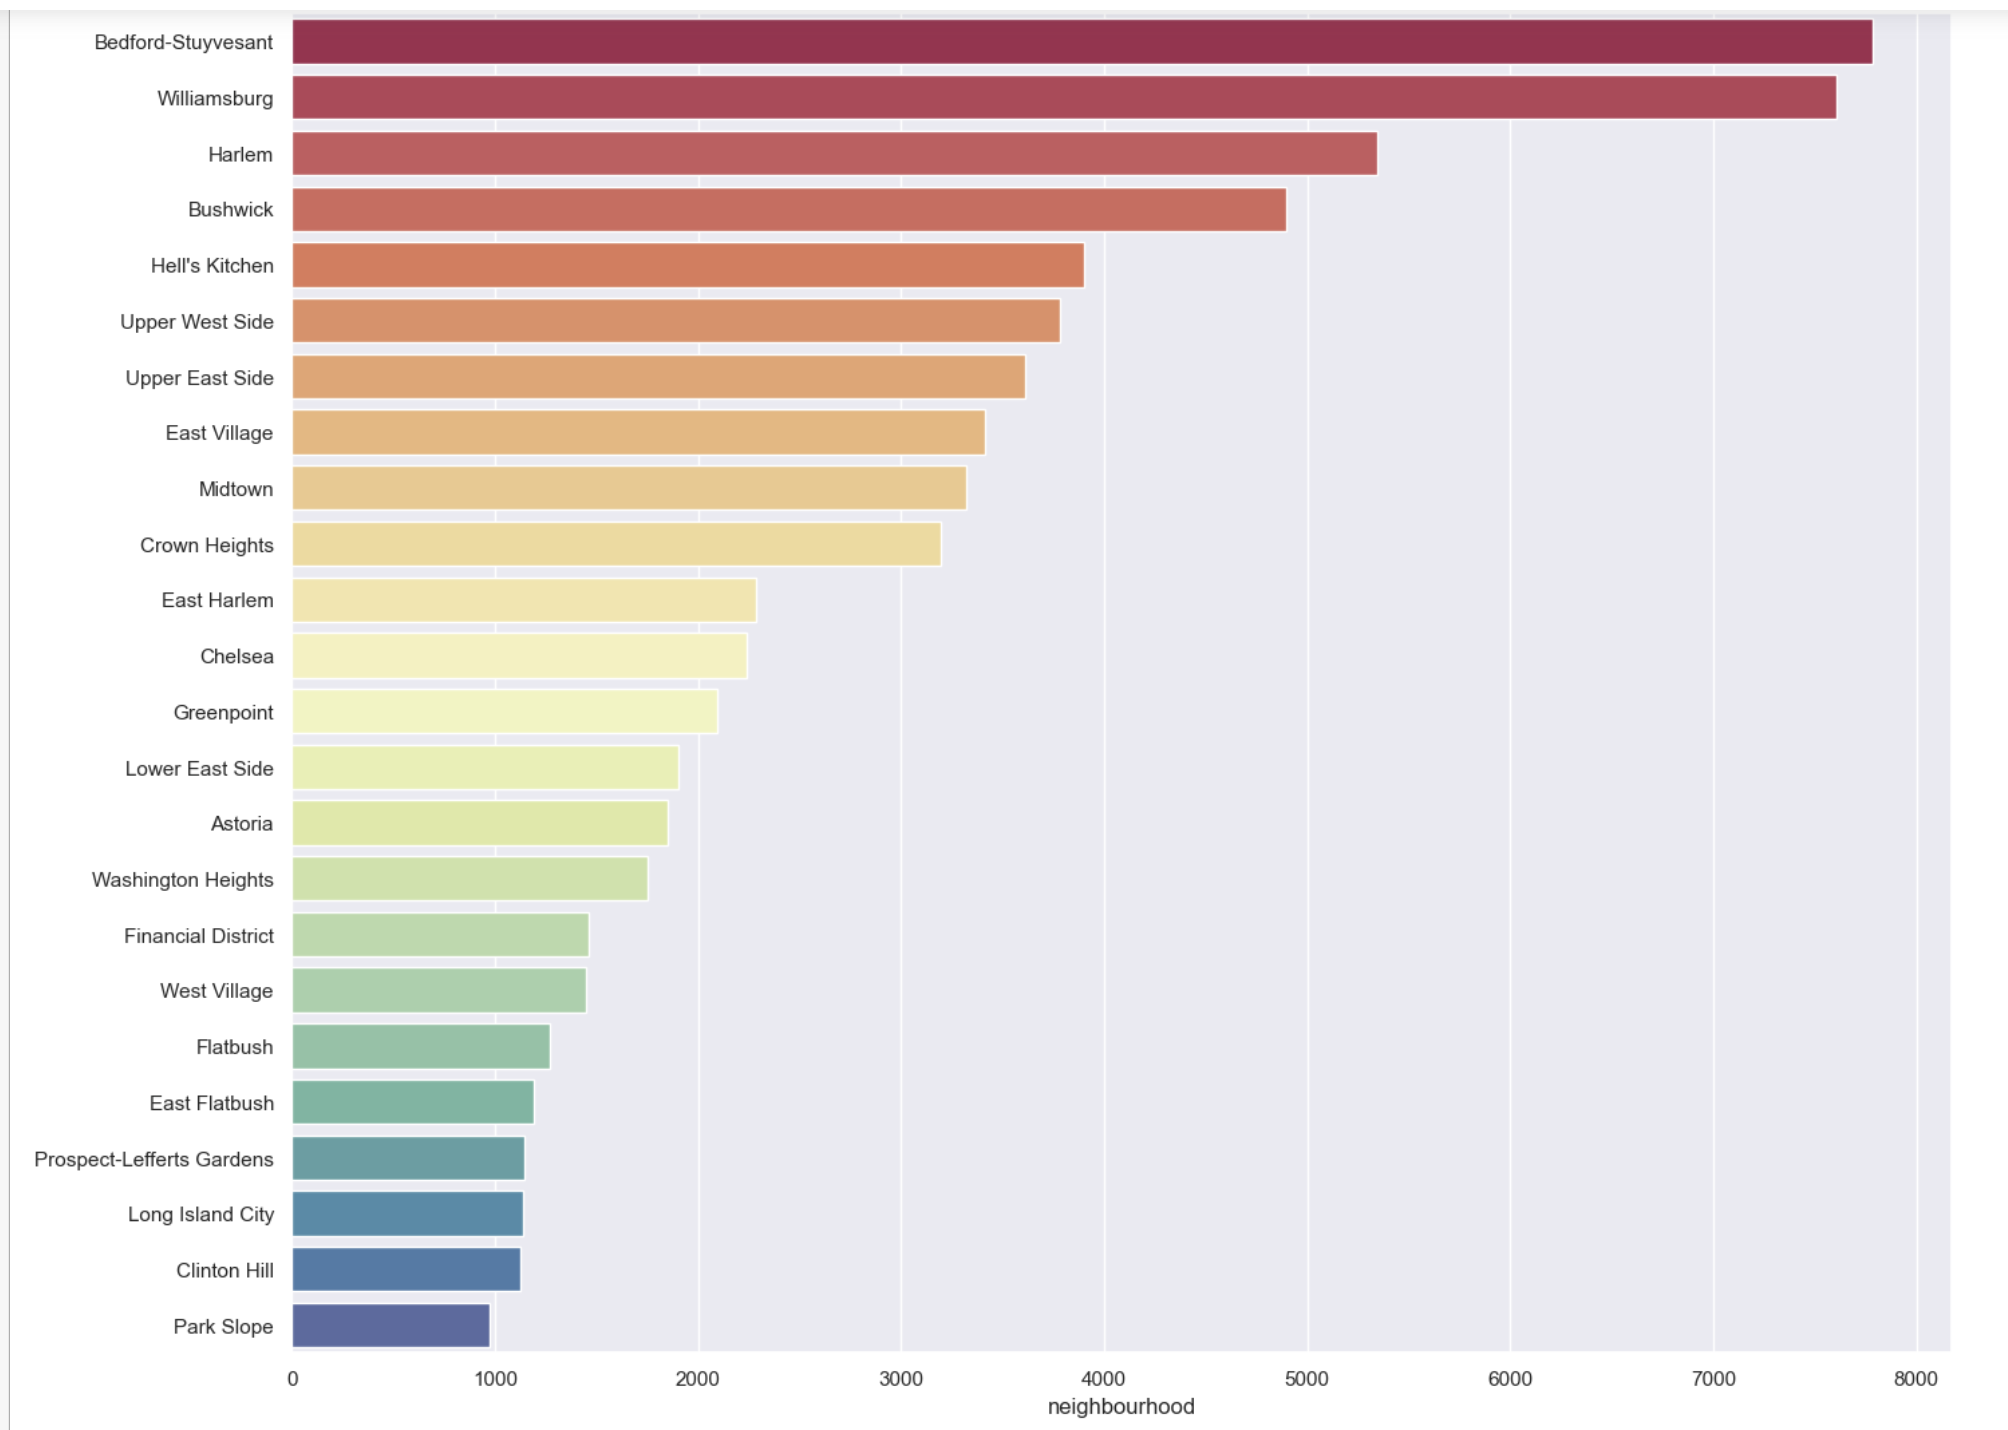 Bedford-Stuyvesant
Williamsburg
Harlem
Bushwick
Hell's Kitchen
Upper West Side
Upper East Side
East Village
Midtown
Crown Heights
East Harlem
Chelsea
Greenpoint
Lower East Side
Astoria
Washington Heights
Financial District
West Village
Flatbush
East Flatbush
Prospect-Lefferts Gardens
Long Island City
Clinton Hill
Park Slope
0 1000 2000 3000 4000 5000 6000 7000 8000
neighbourhood